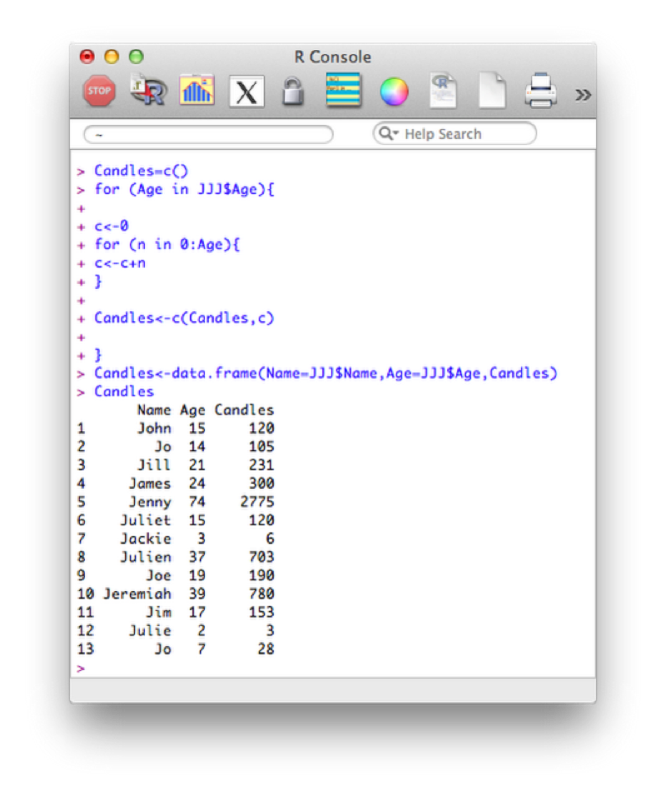 R Console
STOP
R
X
R
~
Help Search
> Candles=c()
> for (Age in JJJ$Age){
+
+ c<-0
+ for (n in 0:Age){
+ c<-c+n
+ }
+
+ Candles<-c(Candles,c)
+
+ }
> Candles<-data.frame(Name=JJJ$Name,Age=JJJ$Age,Candles)
> Candles
Name Age Candles
1 John 15 120
2 Jo 14 105
3 Jill 21 231
4 James 24 300
5 Jenny 74 2775
6 Juliet 15 120
7 Jackie 3 6
8 Julien 37 703
9 Joe 19 190
10 Jeremiah 39 780
11 Jim 17 153
12 Julie 2 3
13 Jo 7 28
>